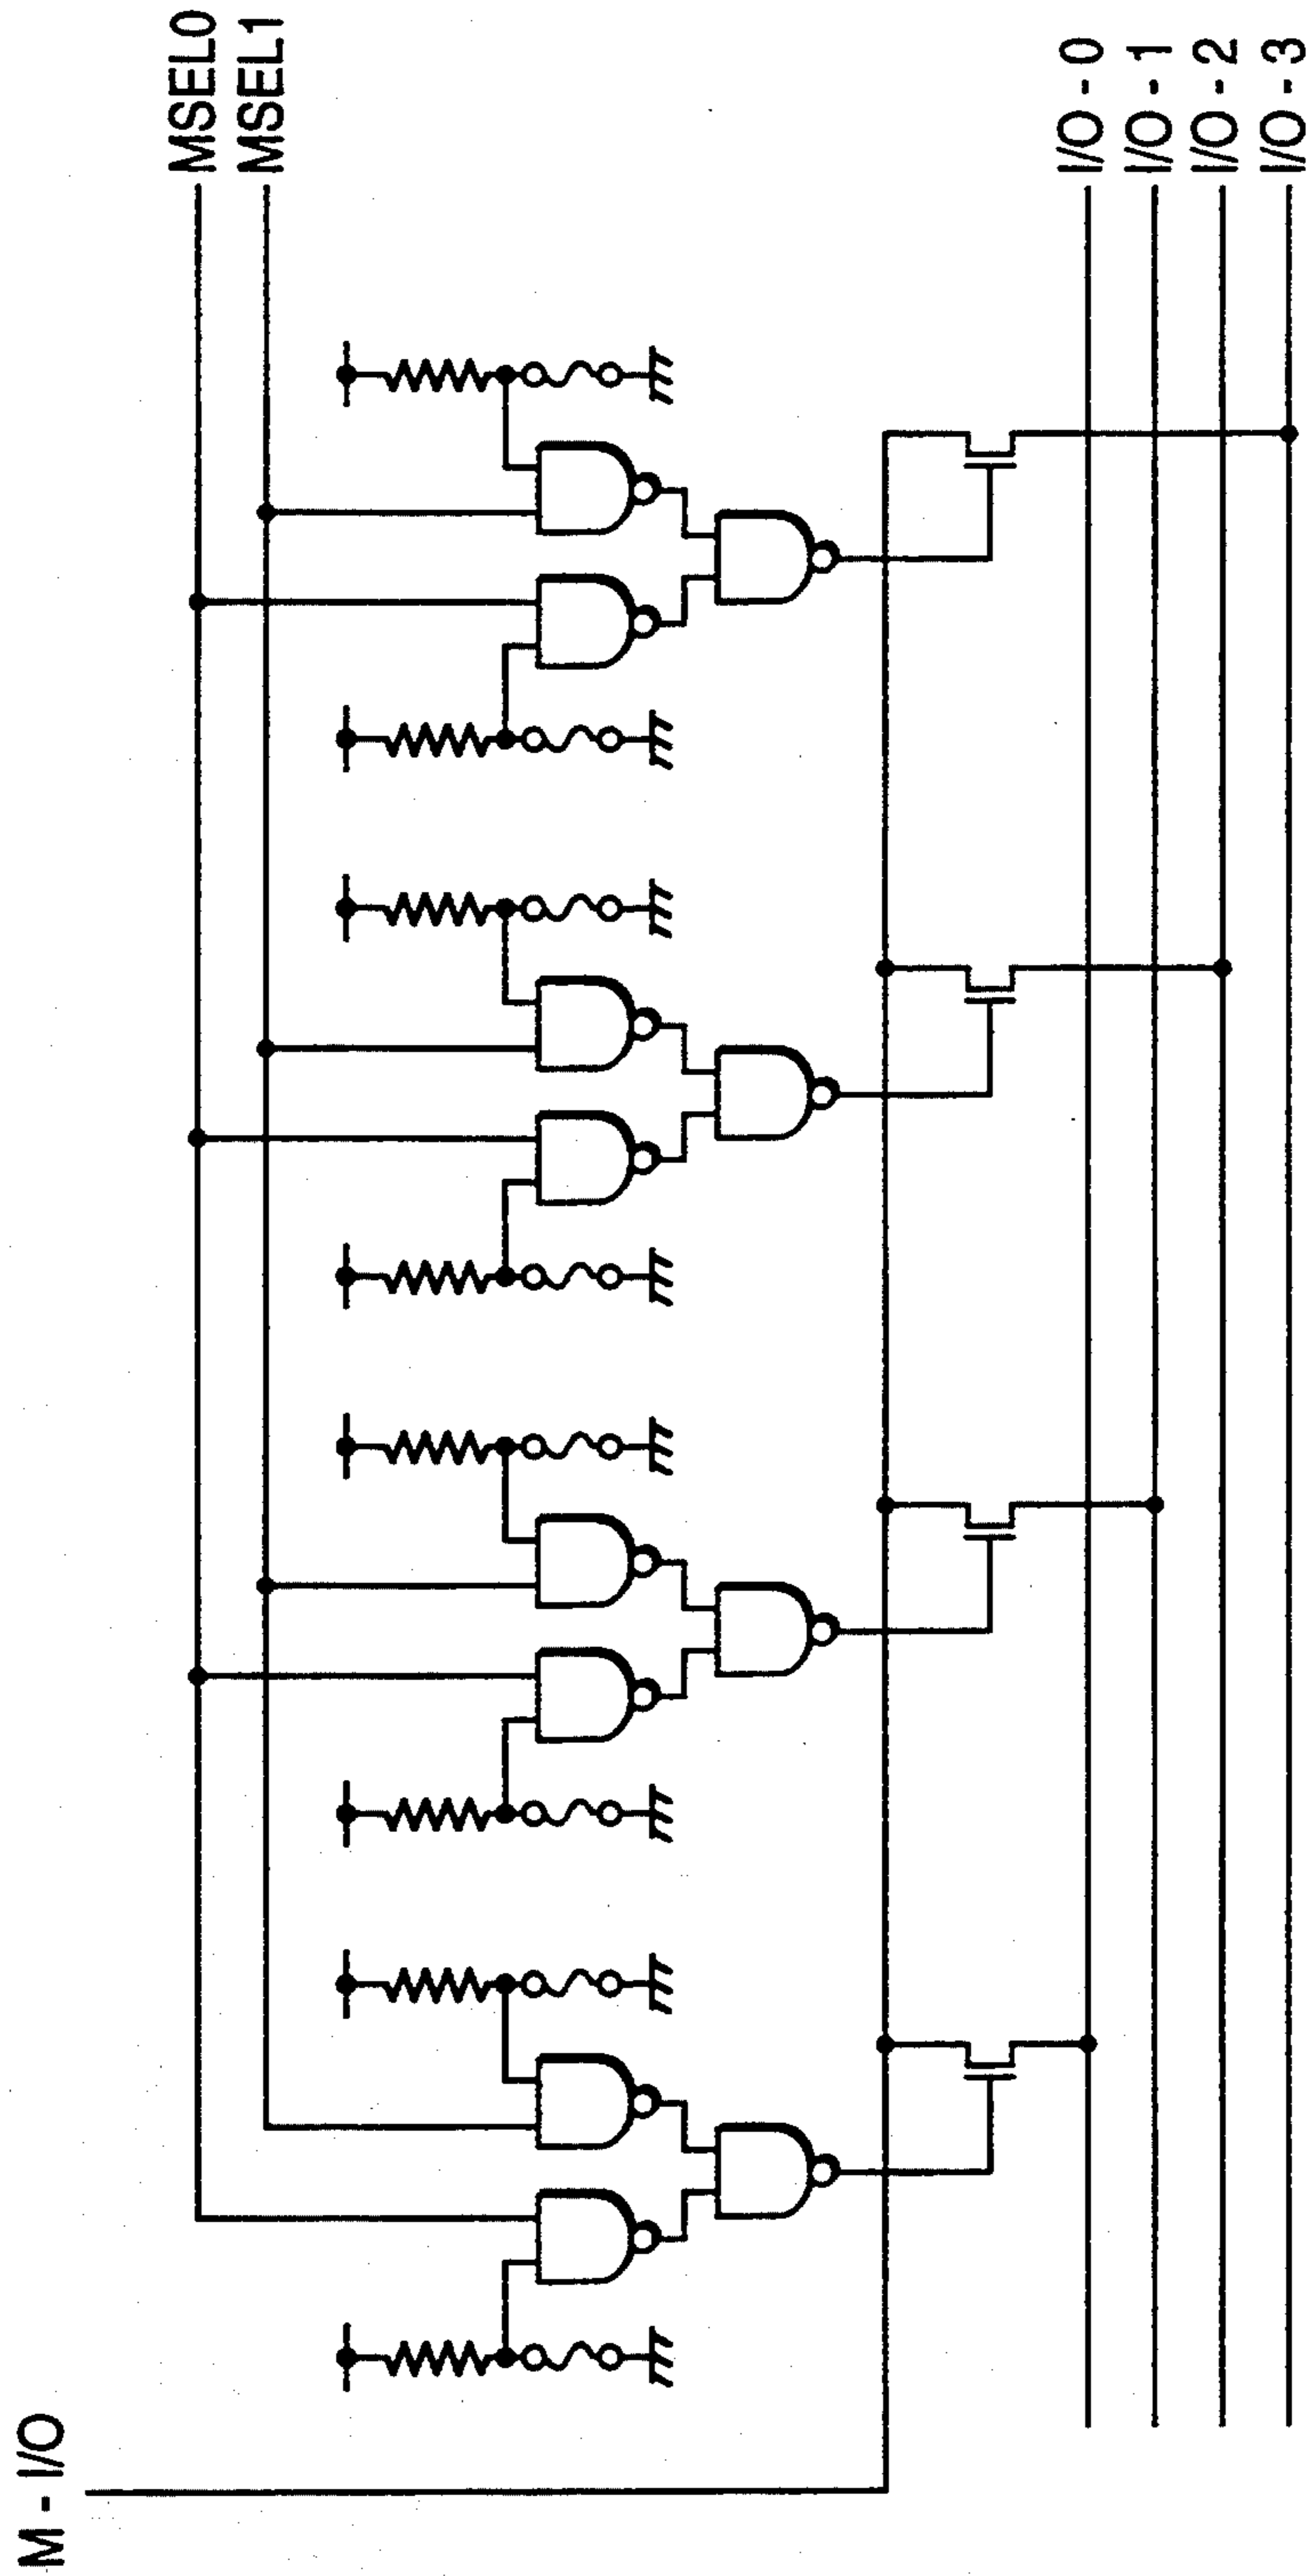 M - I/O
MSEL0
MSEL1
I/O - 0
I/O - 1
I/O - 2
I/O - 3